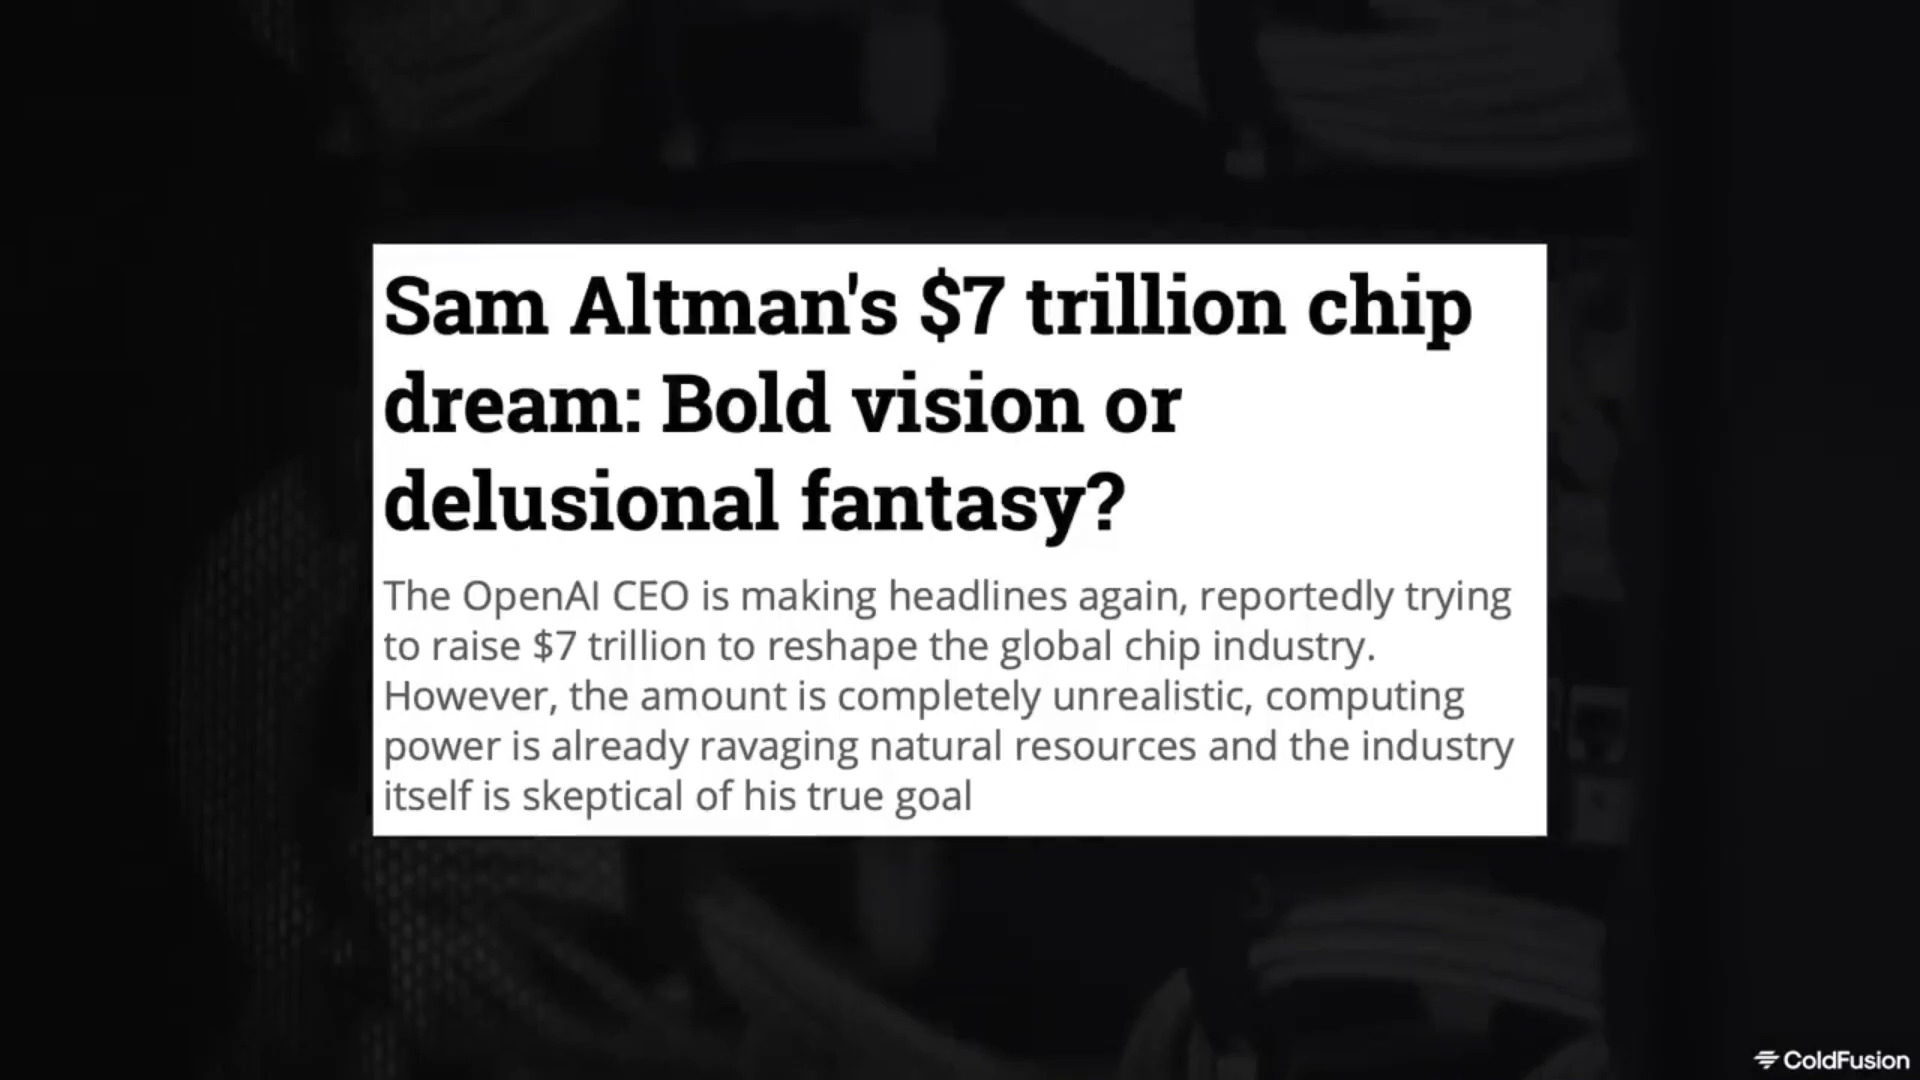 Sam Altman's $7 trillion chip
dream: Bold vision or
delusional fantasy?
The OpenAI CEO is making headlines again, reportedly trying
to raise $7 trillion to reshape the global chip industry.
However, the amount is completely unrealistic, computing
power is already ravaging natural resources and the industry
itself is skeptical of his true goal
ColdFusion